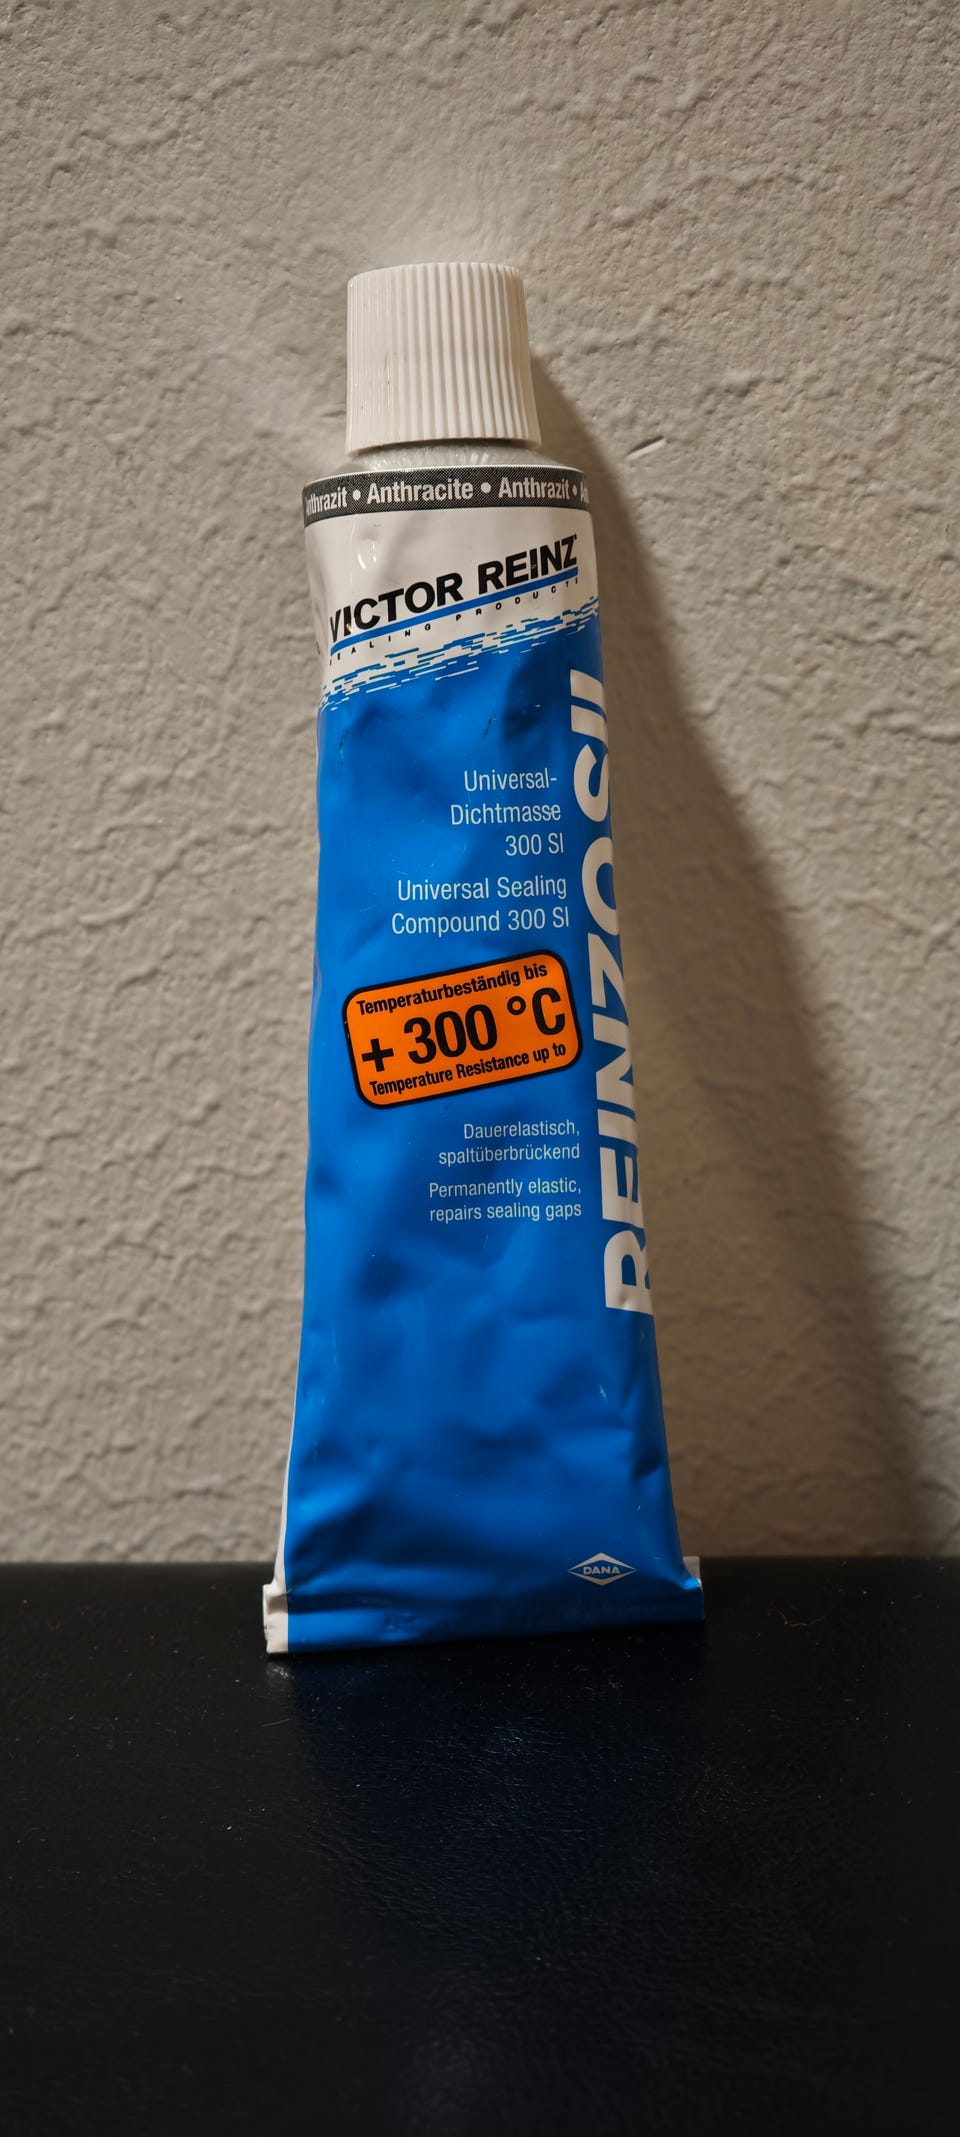 Anthrazit • Anthracite • Anthrazit •
VICTOR REINZ
SEALING PRODUCTS
REINZOSIL
Universal-
Dichtmasse
300 SI
Universal Sealing
Compound 300 SI
Temperaturbeständig bis
+ 300 °C
Temperature Resistance up to
Dauerelastisch,
spaltüberbrückend
Permanently elastic,
repairs sealing gaps
DANA